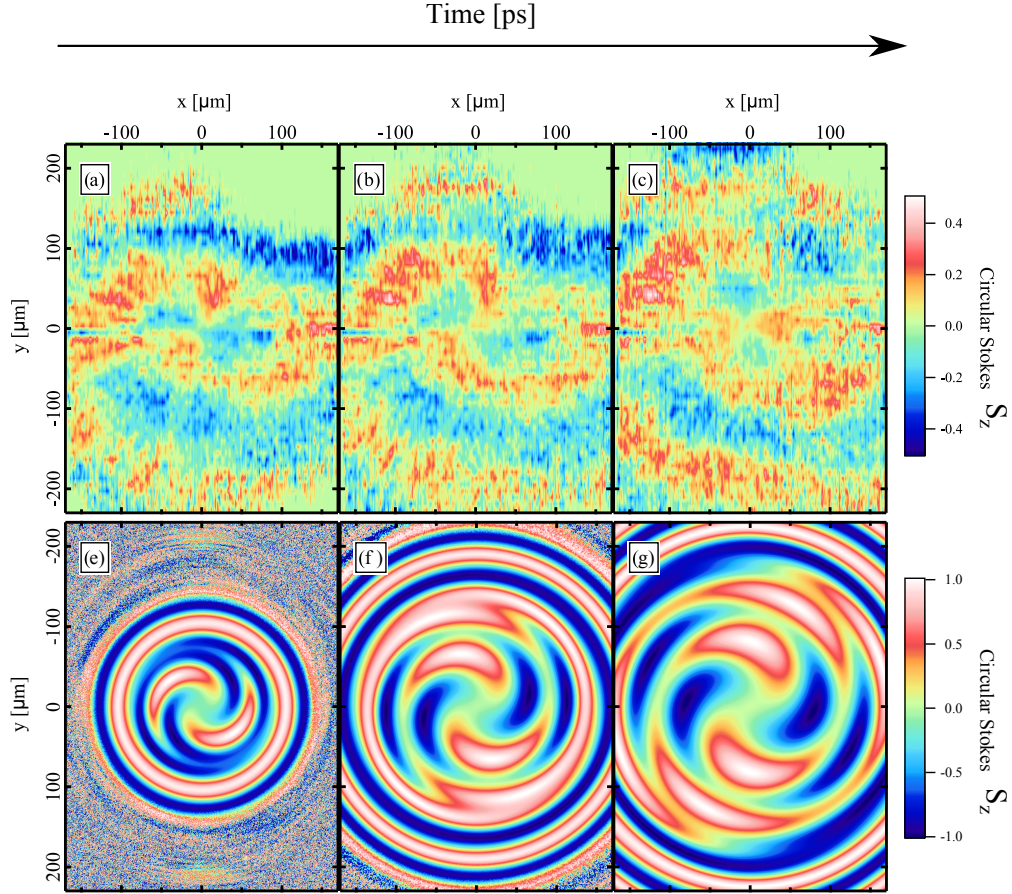 Time [ps]
x [μm] x [μm] x [μm]
-100 0 100 -100 0 100 -100 0 100
(a) (b) (c)
y [μm]
200
100
0
-100
-200
0.4
0.2
0.0
-0.2
-0.4
Circular Stokes S_z
(e) (f ) (g)
y [μm]
-200
-100
0
100
200
1.0
0.5
0.0
-0.5
-1.0
Circular Stokes S_z